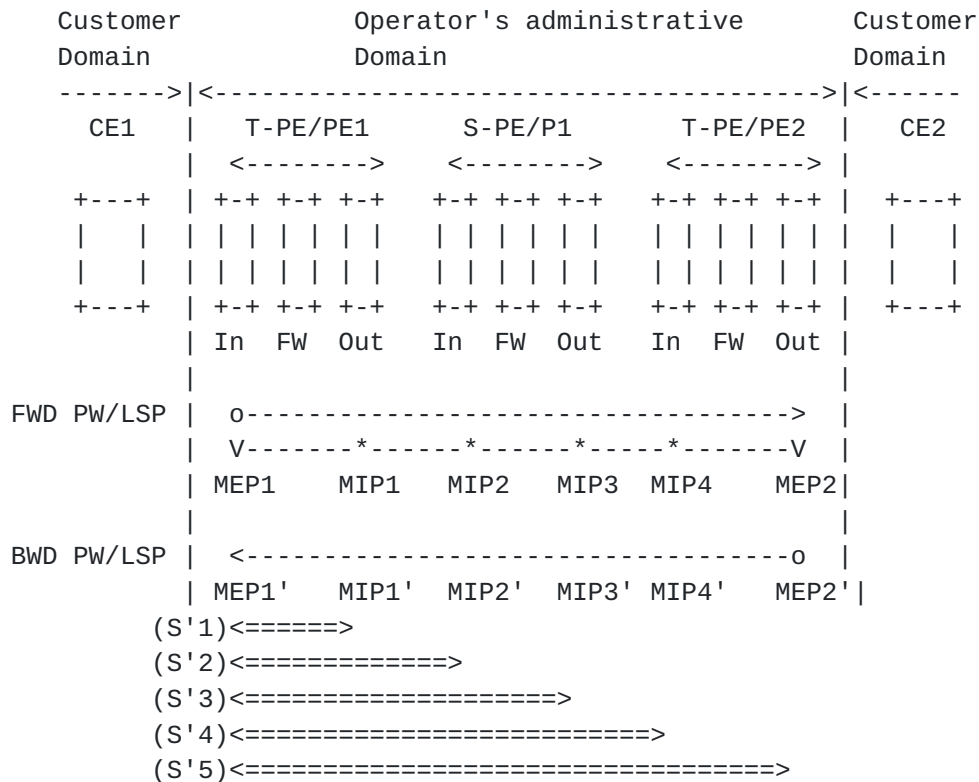 Customer Operator's administrative Customer
Domain Domain Domain
------->|<--------------------------------------->|<------
CE1 | T-PE/PE1 S-PE/P1 T-PE/PE2 | CE2
| <--------> <--------> <--------> |
+---+ | +-+ +-+ +-+ +-+ +-+ +-+ +-+ +-+ +-+ | +---+
| | | | | | | | | | | | | | | | | | | | | | | |
| | | | | | | | | | | | | | | | | | | | | | | |
+---+ | +-+ +-+ +-+ +-+ +-+ +-+ +-+ +-+ +-+ | +---+
| In FW Out In FW Out In FW Out |
| |
FWD PW/LSP | o-----------------------------------> |
| V-------*------*------*-----*-------V |
| MEP1 MIP1 MIP2 MIP3 MIP4 MEP2|
| |
BWD PW/LSP | <-----------------------------------o |
| MEP1' MIP1' MIP2' MIP3' MIP4' MEP2'|
(S'1)<======>
(S'2)<=============>
(S'3)<====================>
(S'4)<==========================>
(S'5)<==================================>